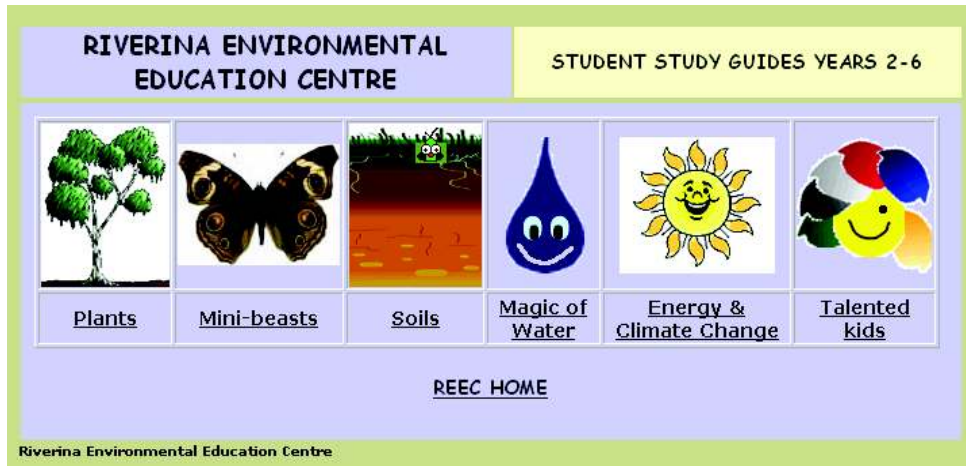 RIVERINA ENVIRONMENTAL
EDUCATION CENTRE
STUDENT STUDY GUIDES YEARS 2-6
Plants
Mini-beasts
Soils
Magic of
Water
Energy &
Climate Change
Talented
kids
REEC HOME
Riverina Environmental Education Centre